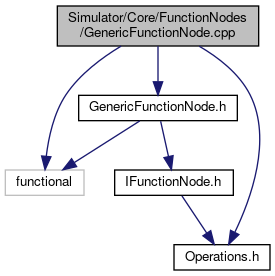 Simulator/Core/FunctionNodes
/GenericFunctionNode.cpp
GenericFunctionNode.h
functional
IFunctionNode.h
Operations.h